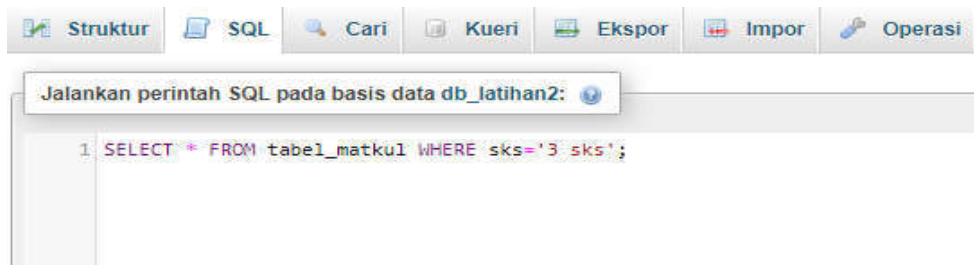 Struktur SQL Cari Kueri Ekspor Impor Operasi
Jalankan perintah SQL pada basis data db_latihan2:
1 SELECT * FROM tabel_matkul WHERE sks='3 sks';